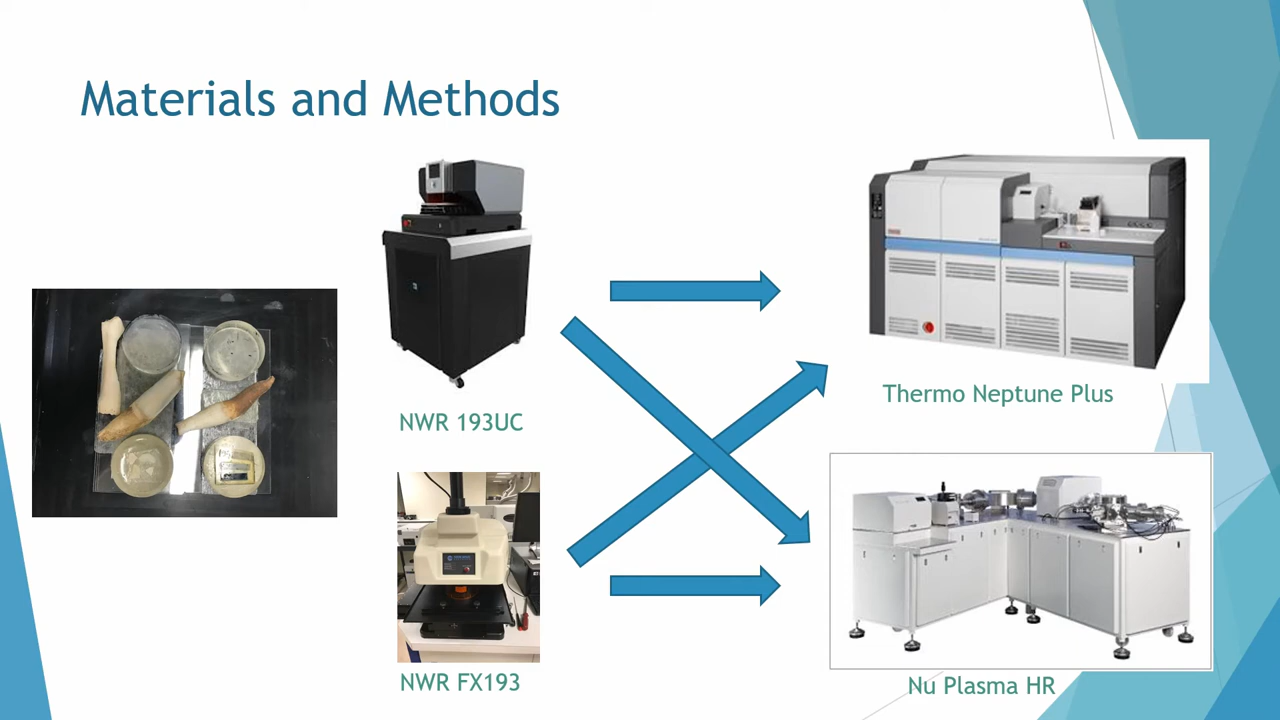 Materials and Methods
NWR 193UC
Thermo Neptune Plus
NWR FX193
Nu Plasma HR